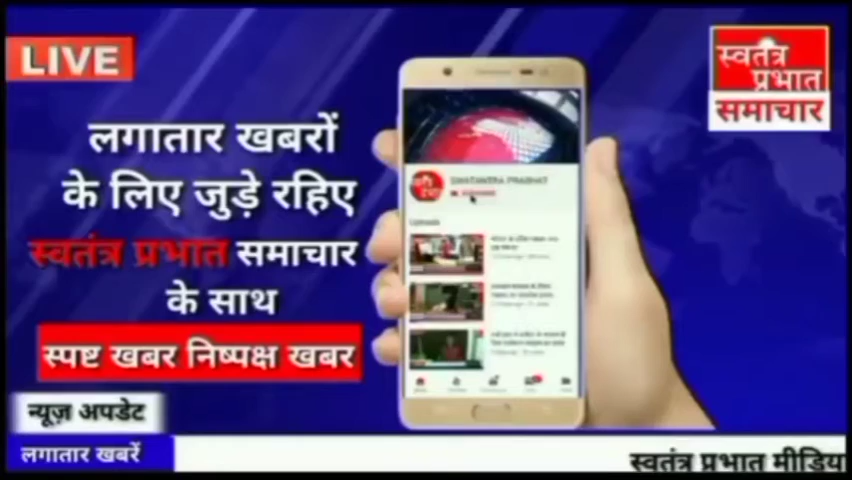 LIVE
स्वतंत्र
प्रभात
समाचार
लगातार खबरों
के लिए जुड़े रहिए
स्वतंत्र प्रभात समाचार
के साथ
स्पष्ट खबर निष्पक्ष खबर
SWATANTRA PRABHAT
Uploads
न्यूज़ अपडेट
लगातार खबरें
स्वतंत्र प्रभात मीडिया